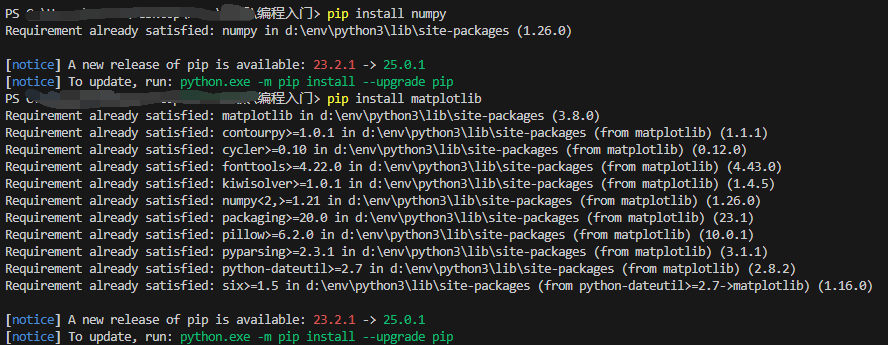 PS C:\ 编程入门> pip install numpy
Requirement already satisfied: numpy in d:\env\python3\lib\site-packages (1.26.0)
[notice] A new release of pip is available: 23.2.1 -> 25.0.1
[notice] To update, run: python.exe -m pip install --upgrade pip
PS C: \编程入门> pip install matplotlib
Requirement already satisfied: matplotlib in d:\env\python3\lib\site-packages (3.8.0)
Requirement already satisfied: contourpy>=1.0.1 in d:\env\python3\lib\site-packages (from matplotlib) (1.1.1)
Requirement already satisfied: cycler>=0.10 in d:\env\python3\lib\site-packages (from matplotlib) (0.12.0)
Requirement already satisfied: fonttools>=4.22.0 in d:\env\python3\lib\site-packages (from matplotlib) (4.43.0)
Requirement already satisfied: kiwisolver>=1.0.1 in d:\env\python3\lib\site-packages (from matplotlib) (1.4.5)
Requirement already satisfied: numpy<2,>=1.21 in d:\env\python3\lib\site-packages (from matplotlib) (1.26.0)
Requirement already satisfied: packaging>=20.0 in d:\env\python3\lib\site-packages (from matplotlib) (23.1)
Requirement already satisfied: pillow>=6.2.0 in d:\env\python3\lib\site-packages (from matplotlib) (10.0.1)
Requirement already satisfied: pyparsing>=2.3.1 in d:\env\python3\lib\site-packages (from matplotlib) (3.1.1)
Requirement already satisfied: python-dateutil>=2.7 in d:\env\python3\lib\site-packages (from matplotlib) (2.8.2)
Requirement already satisfied: six>=1.5 in d:\env\python3\lib\site-packages (from python-dateutil>=2.7->matplotlib) (1.16.0)
[notice] A new release of pip is available: 23.2.1 -> 25.0.1
[notice] To update, run: python.exe -m pip install --upgrade pip